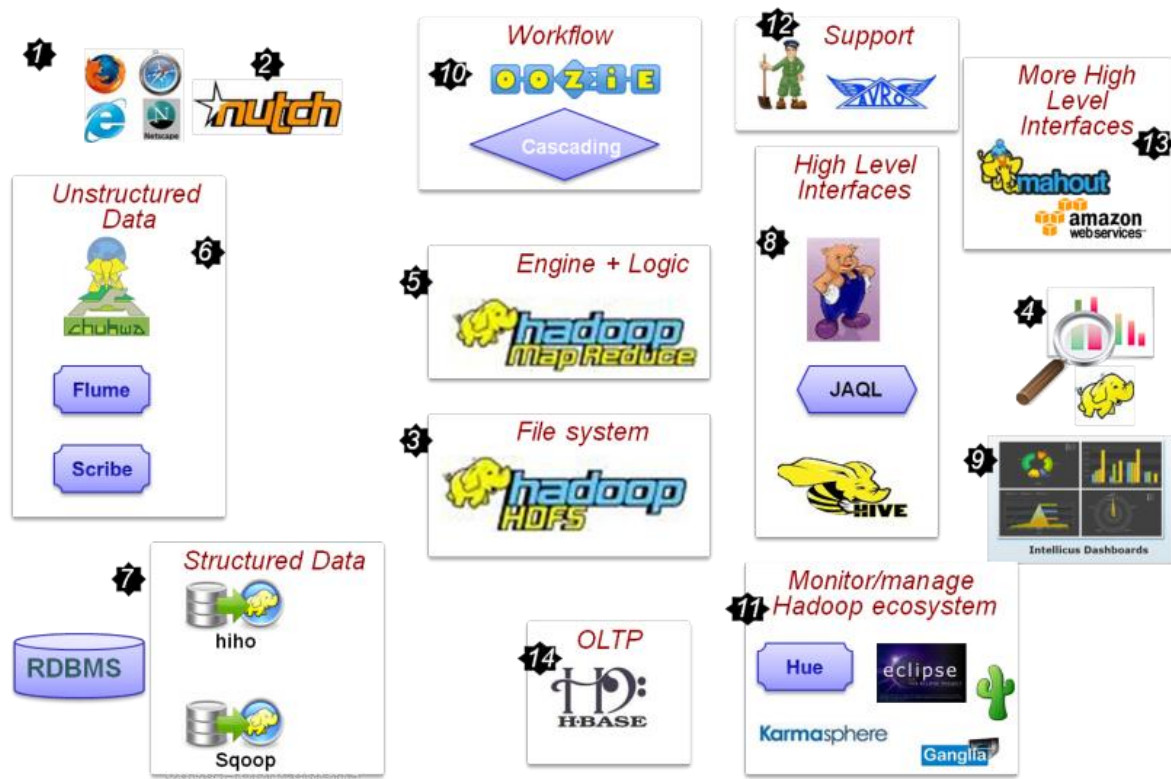 1
2
Netscape
nutch
Workflow
10
OOZIE
Cascading
12
Support
AVRO
More High
Level
Interfaces
13
mahout
amazon
webservices
Unstructured
Data
6
chukwa
Flume
Scribe
5
Engine + Logic
hadoop
Map Reduce
3
File system
hadoop
HDFS
High Level
Interfaces
8
JAQL
HIVE
4
9
Intellicus Dashboards
7
Structured Data
RDBMS
hiho
Sqoop
14
OLTP
H·BASE
11
Monitor/manage
Hadoop ecosystem
Hue
eclipse
Karmasphere
Ganglia